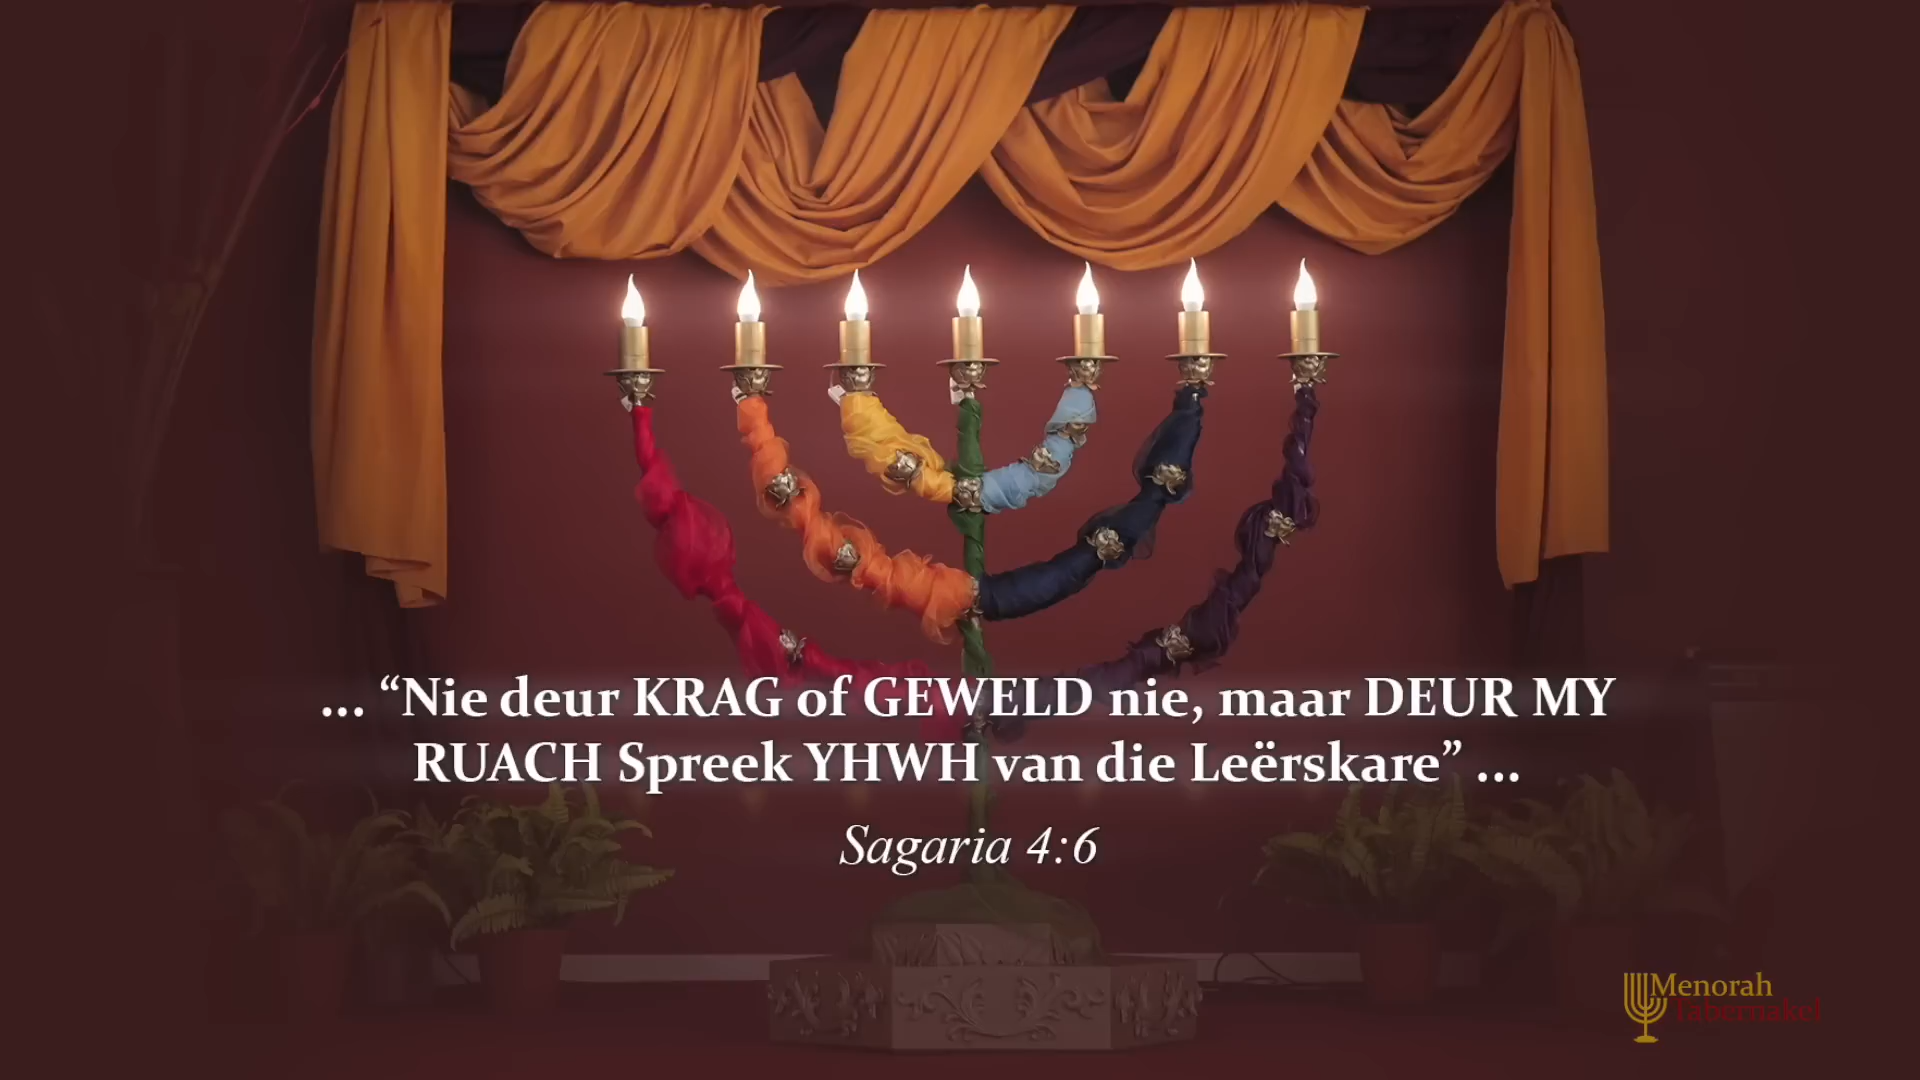 ... “Nie deur KRAG of GEWELD nie, maar DEUR MY
RUACH Spreek YHWH van die Leërskare” ...
Sagaria 4:6
Menorah
Tabernakel